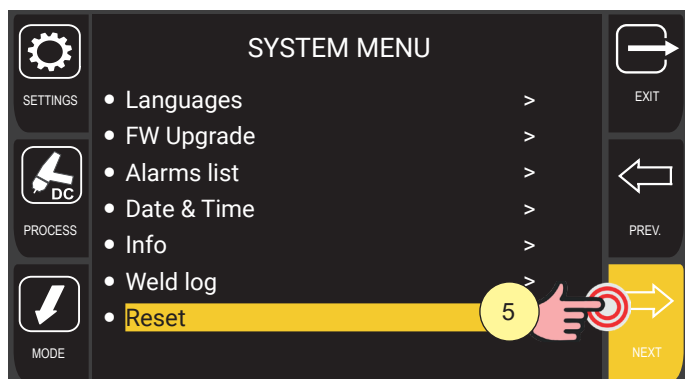 SYSTEM MENU
SETTINGS
EXIT
• Languages >
• FW Upgrade >
• Alarms list >
DC
• Date & Time >
PROCESS
PREV.
• Info >
• Weld log >
• Reset
5
MODE
NEXT